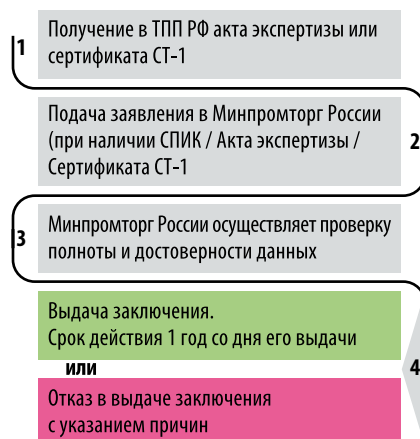 1
Получение в ТПП РФ акта экспертизы или
сертификата СТ-1
Подача заявления в Минпромторг России
(при наличии СПИК / Акта экспертизы /
Сертификата СТ-1
2
3
Минпромторг России осуществляет проверку
полноты и достоверности данных
Выдача заключения.
Срок действия 1 год со дня его выдачи
или
4
Отказ в выдаче заключения
с указанием причин